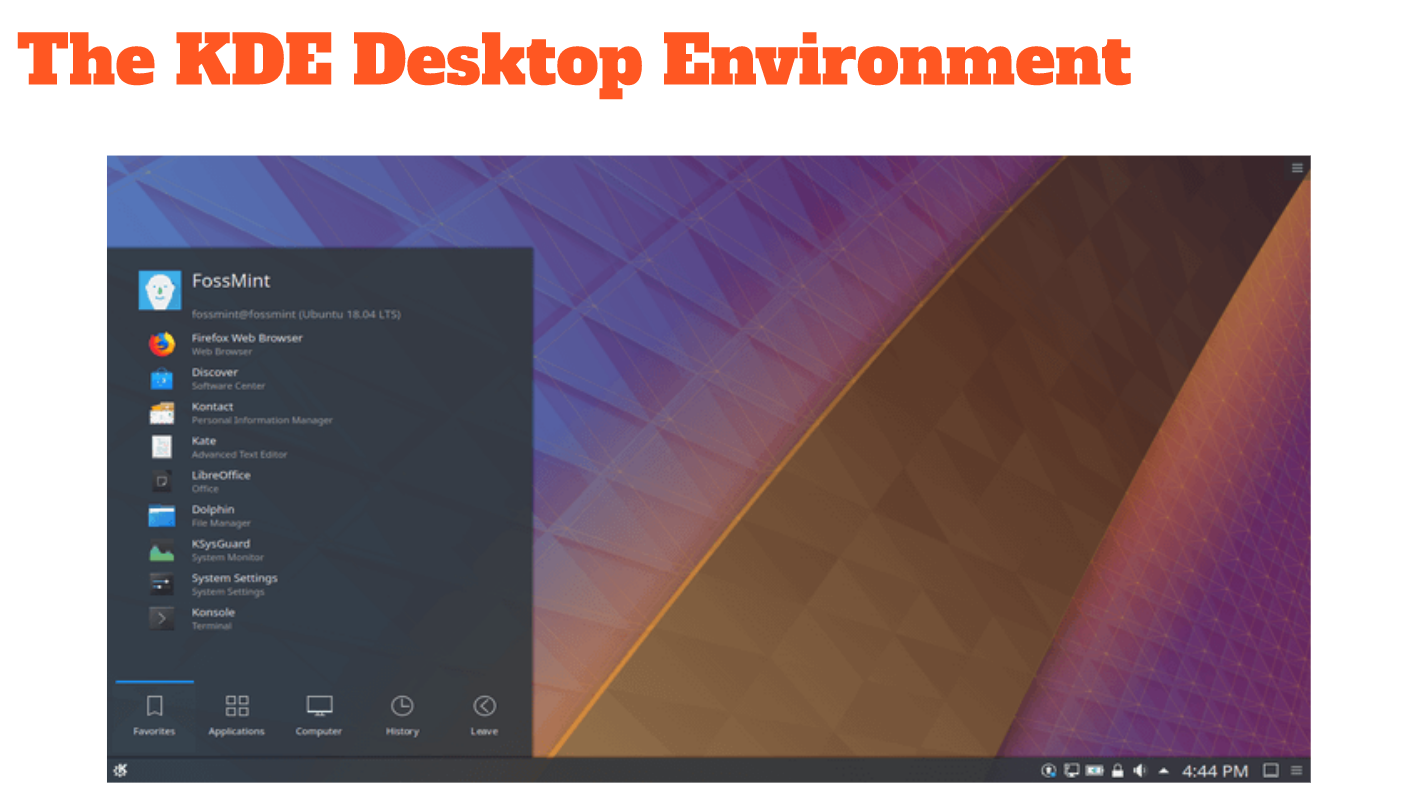 The KDE Desktop Environment
FossMint
fossmint@fossmint (Ubuntu 18.04 LTS)
Firefox Web Browser
Web Browser
Discover
Software Center
Kontact
Personal Information Manager
Kate
Advanced Text Editor
LibreOffice
Office
Dolphin
File Manager
KSysGuard
System Monitor
System Settings
System Settings
Konsole
Terminal
Favorites Applications Computer History Leave
4:44 PM